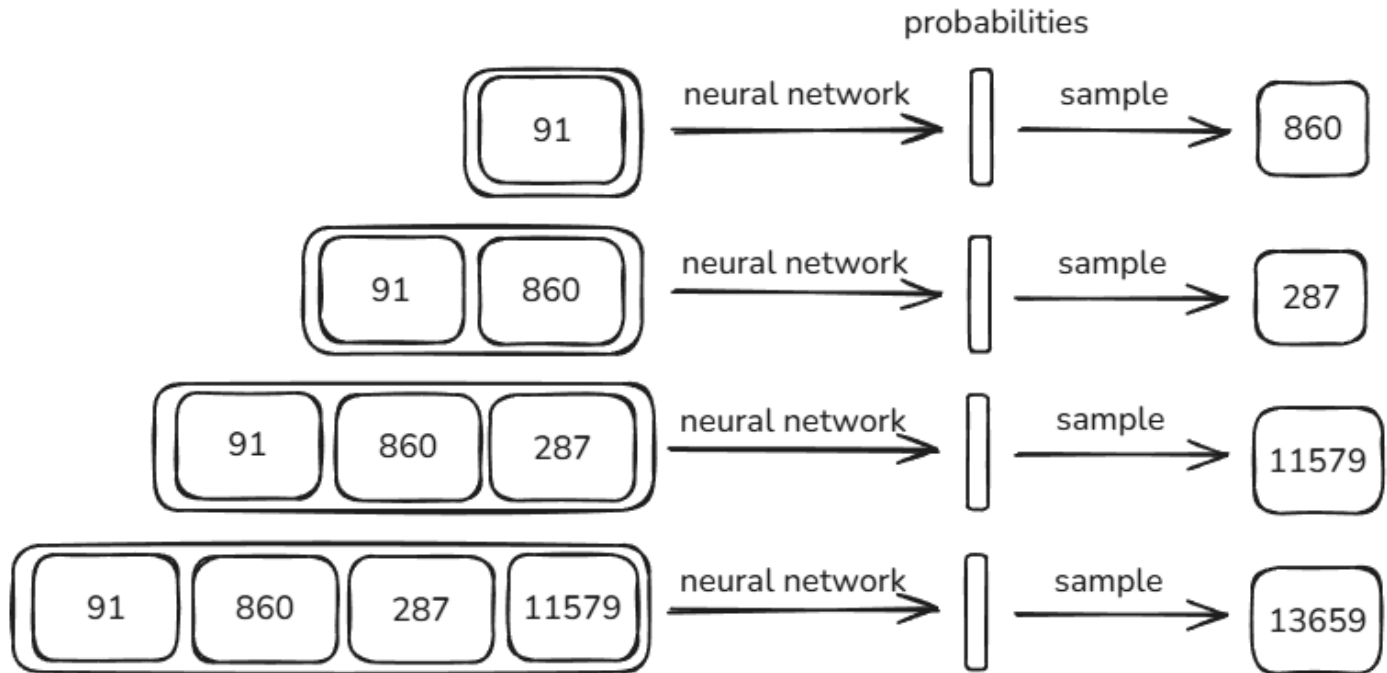 probabilities
91 neural network sample 860
91 860 neural network sample 287
91 860 287 neural network sample 11579
91 860 287 11579 neural network sample 13659